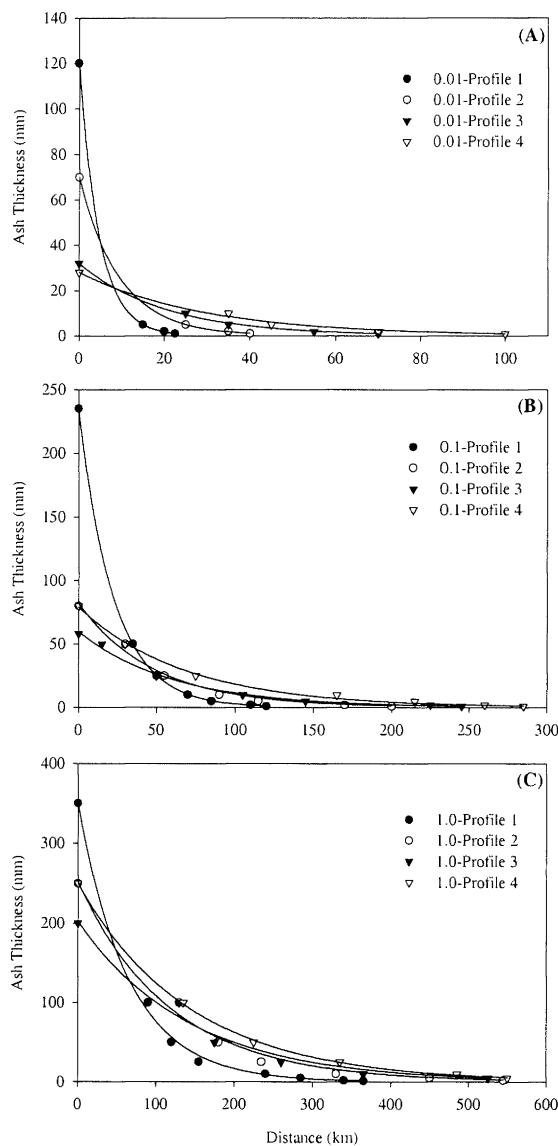 (A)
140
120
100
80
60
40
20
0
Ash Thickness (mm)
0.01-Profile 1
0.01-Profile 2
0.01-Profile 3
0.01-Profile 4
0 20 40 60 80 100
(B)
250
200
150
100
50
0
Ash Thickness (mm)
0.1-Profile 1
0.1-Profile 2
0.1-Profile 3
0.1-Profile 4
0 50 100 150 200 250 300
(C)
400
300
200
100
0
Ash Thickness (mm)
1.0-Profile 1
1.0-Profile 2
1.0-Profile 3
1.0-Profile 4
0 100 200 300 400 500 600
Distance (km)